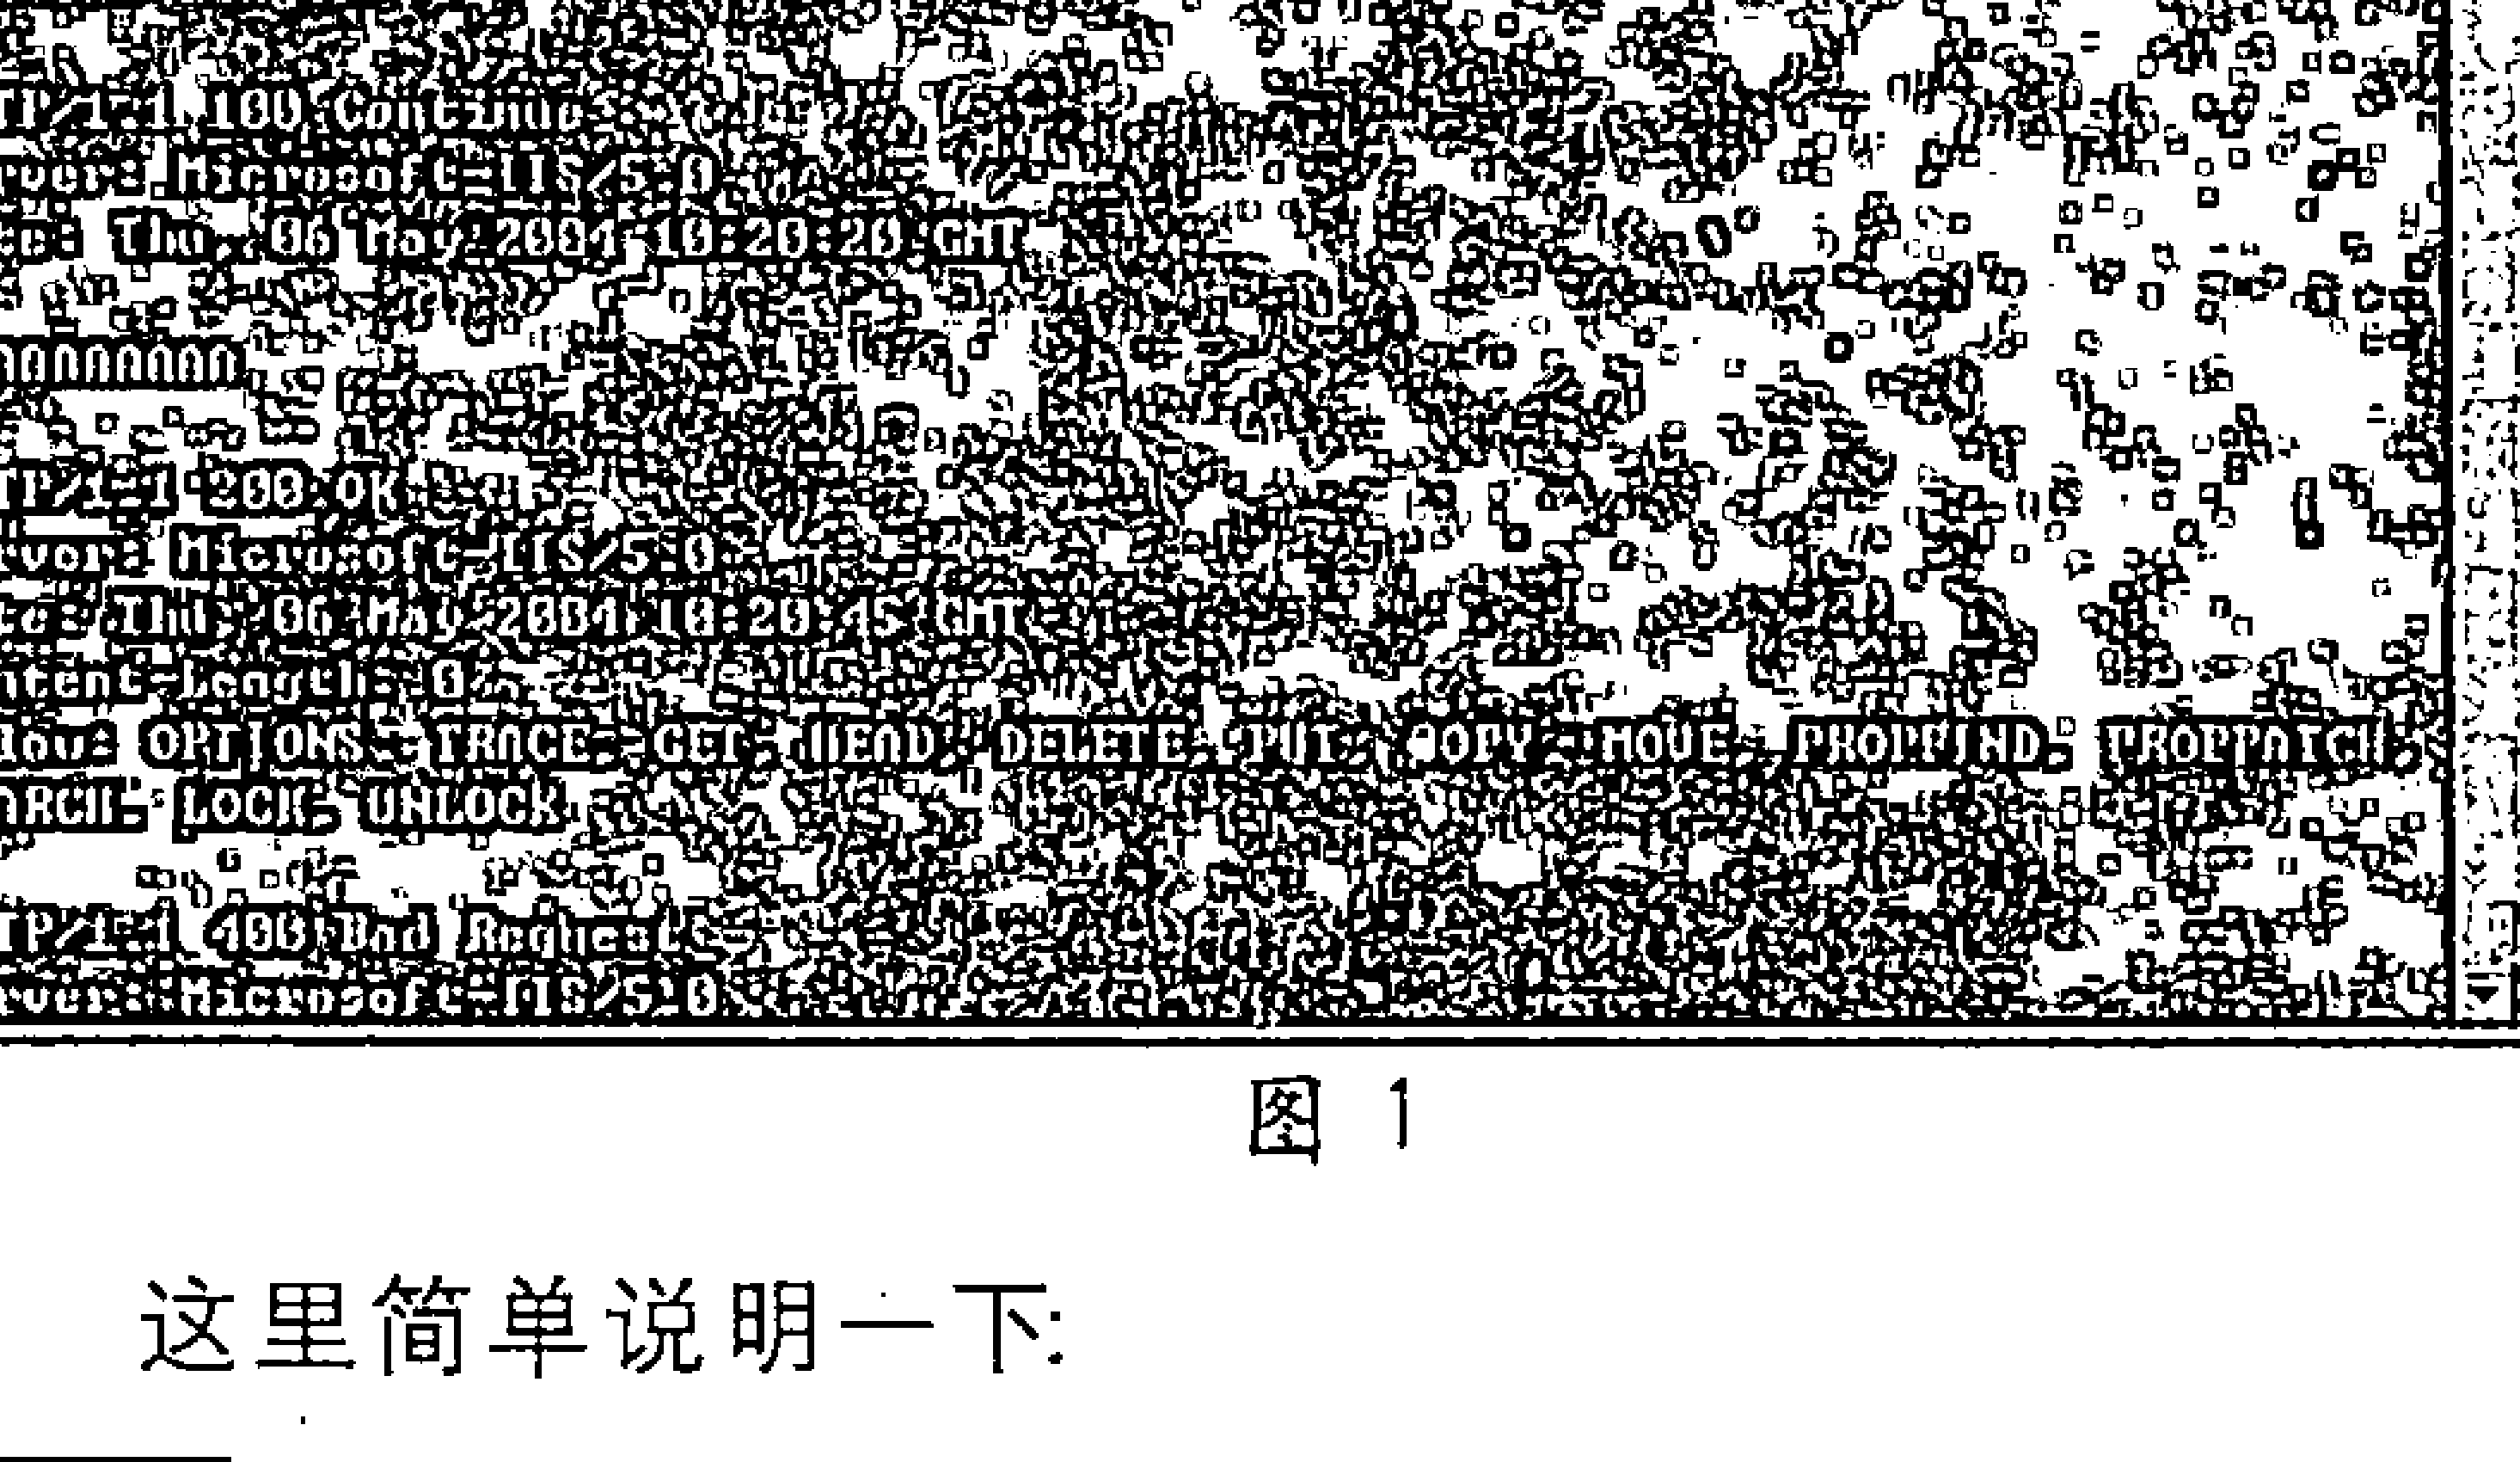 TP/1.1 100 Continue
rver: Microsoft-IIS/5.0
te: Thu, 06 May 2004 10:20:20 GMT
TP/1.1 200 OK
rver: Microsoft-IIS/5.0
te: Thu, 06 May 2004 10:20:45 GMT
ntent-Length: 0
low: OPTIONS, TRACE, GET, HEAD, DELETE, PUT, COPY, MOVE, PROPFIND, PROPPATCH,
ARCH, LOCK, UNLOCK
TP/1.1 400 Bad Request
rver: Microsoft-IIS/5.0
图 1
这里简单说明一下: